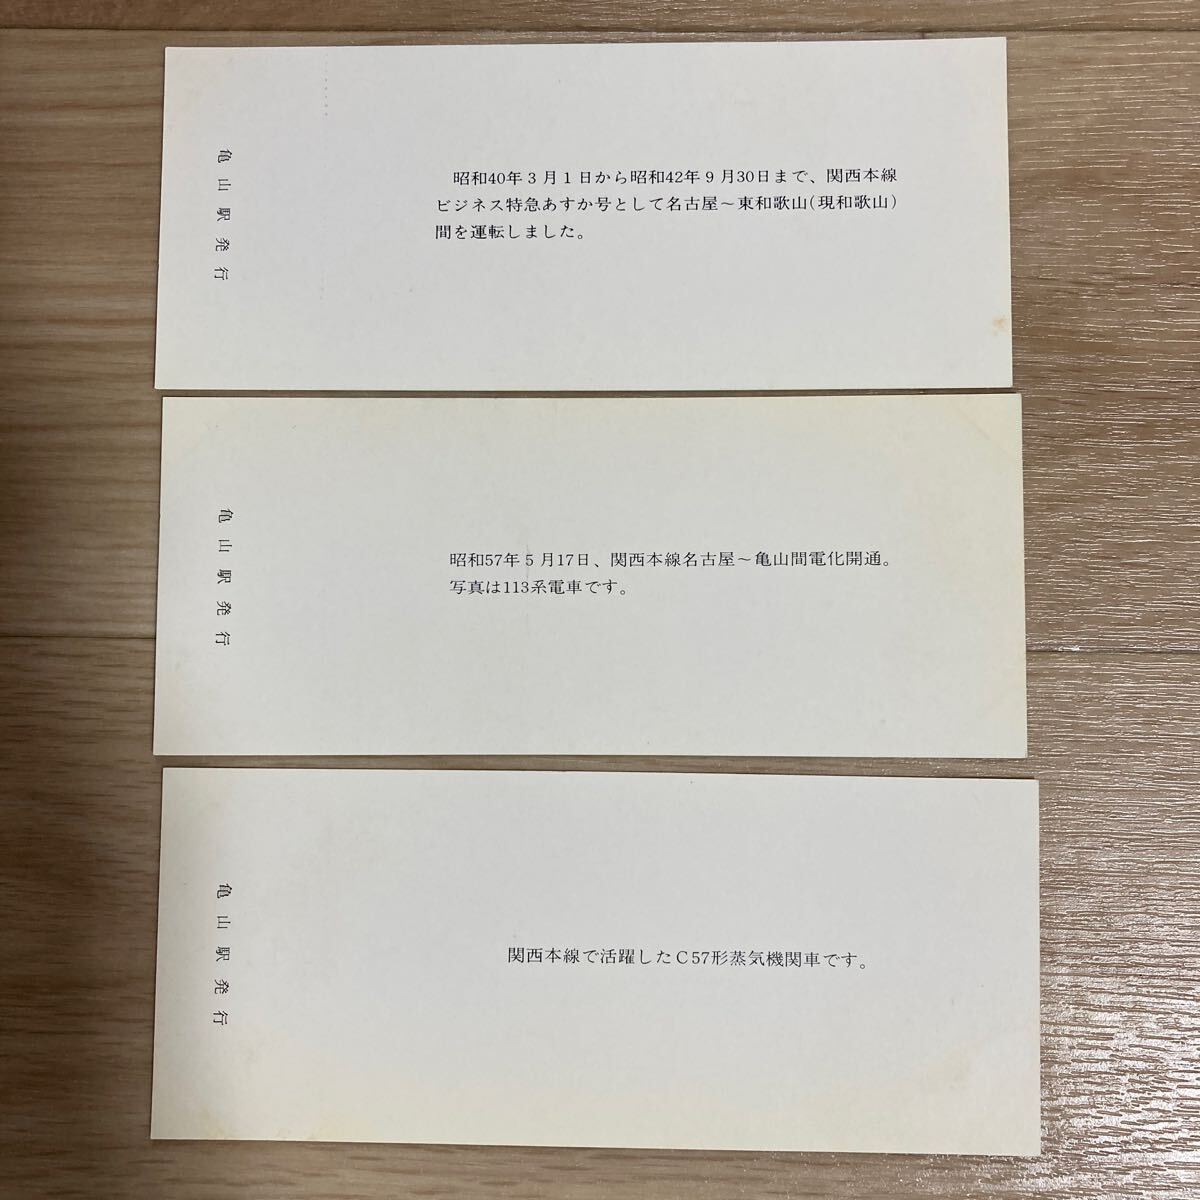 亀山駅発行
昭和40年3月1日から昭和42年9月30日まで、関西本線
ビジネス特急あすか号として名古屋～東和歌山(現和歌山)
間を運転しました。
亀山駅発行
昭和57年5月17日、関西本線名古屋～亀山間電化開通。
写真は113系電車です。
亀山駅発行
関西本線で活躍したC57形蒸気機関車です。